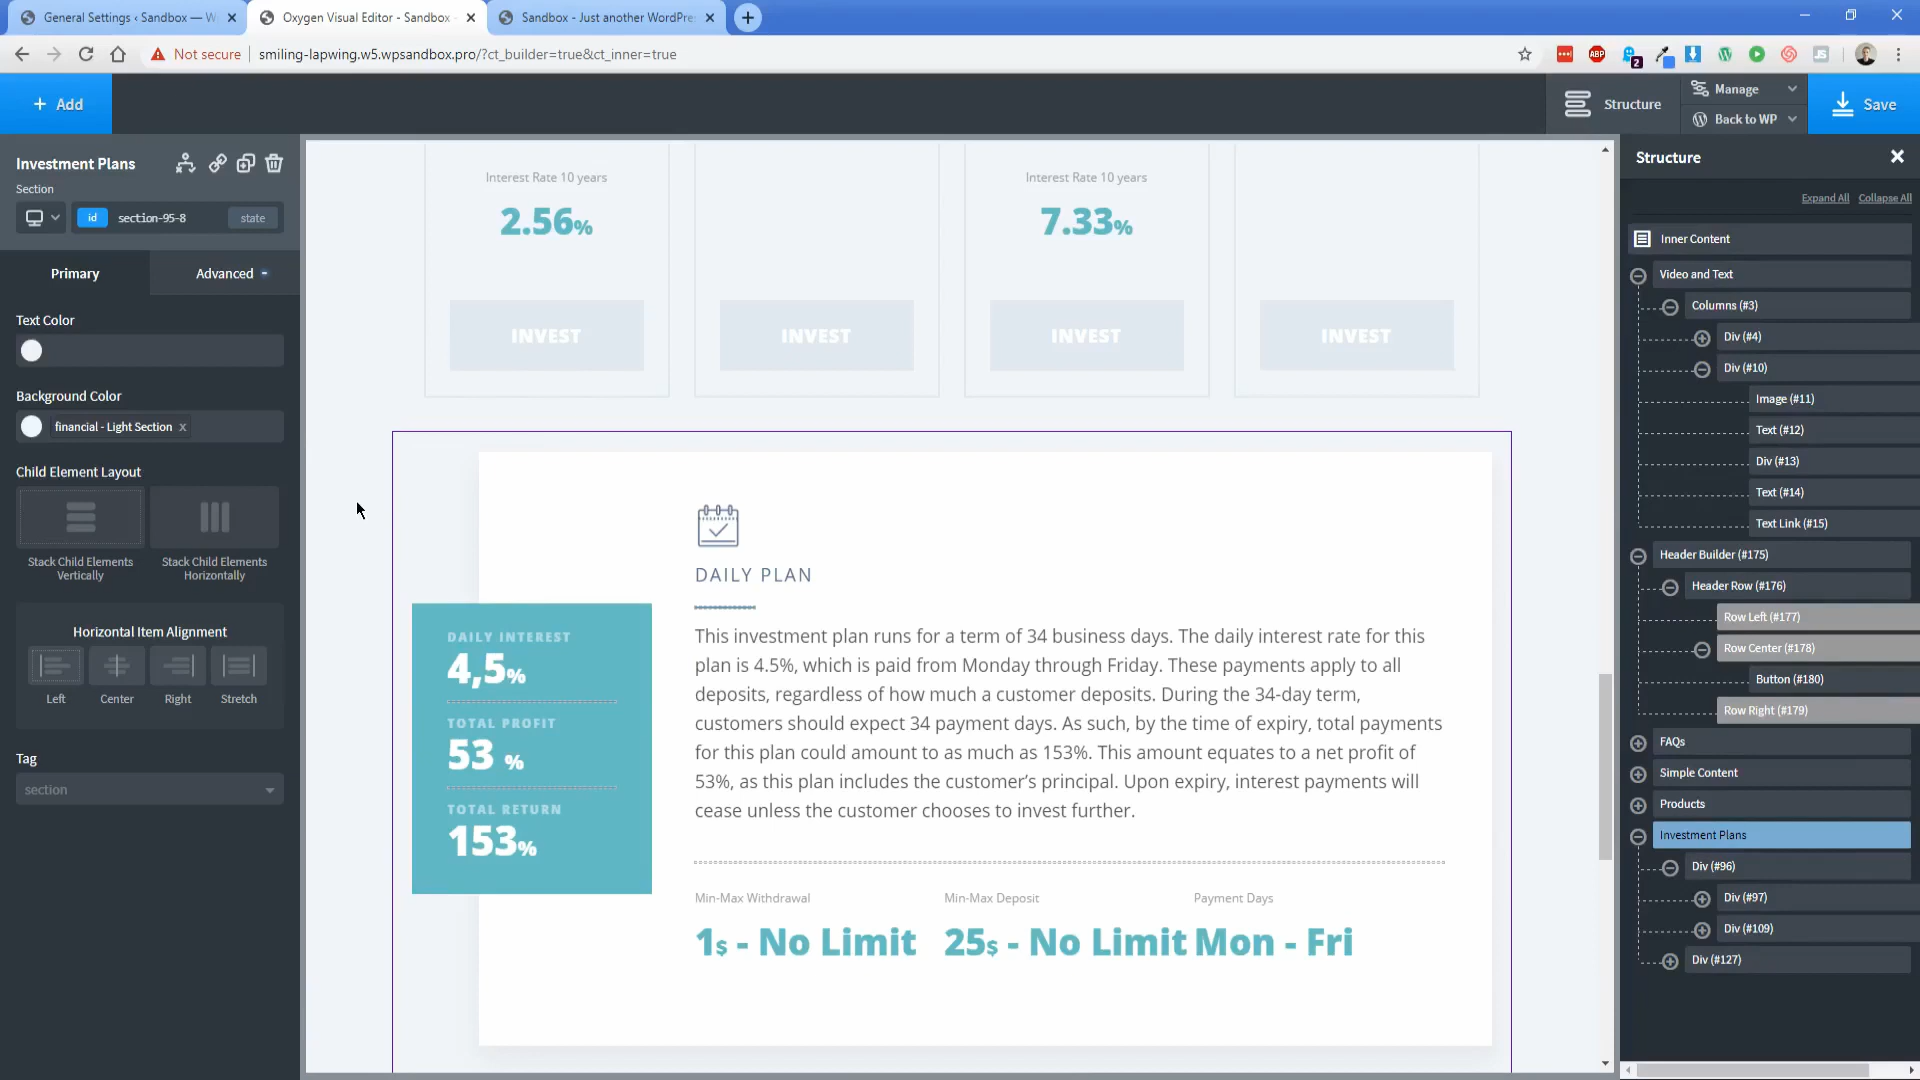 General Settings ‹ Sandbox — W
Oxygen Visual Editor - Sandbox -
Sandbox - Just another WordPre
Not secure
smiling-lapwing.w5.wpsandbox.pro/?ct_builder=true&ct_inner=true
ABP
2
JS
+ Add
Structure
Manage
Back to WP
Save
Investment Plans
Section
id
section-95-8
state
Primary
Advanced
Text Color
Background Color
financial - Light Section x
Child Element Layout
Stack Child Elements
Vertically
Stack Child Elements
Horizontally
Horizontal Item Alignment
Left
Center
Right
Stretch
Tag
section
Interest Rate 10 years
2.56%
Interest Rate 10 years
7.33%
INVEST
INVEST
INVEST
INVEST
DAILY PLAN
DAILY INTEREST
4,5%
TOTAL PROFIT
53 %
TOTAL RETURN
153%
This investment plan runs for a term of 34 business days. The daily interest rate for this
plan is 4.5%, which is paid from Monday through Friday. These payments apply to all
deposits, regardless of how much a customer deposits. During the 34-day term,
customers should expect 34 payment days. As such, by the time of expiry, total payments
for this plan could amount to as much as 153%. This amount equates to a net profit of
53%, as this plan includes the customer’s principal. Upon expiry, interest payments will
cease unless the customer chooses to invest further.
Min-Max Withdrawal
1$ - No Limit
Min-Max Deposit
25$ - No Limit
Payment Days
Mon - Fri
Structure
Expand All
Collapse All
Inner Content
Video and Text
Columns (#3)
Div (#4)
Div (#10)
Image (#11)
Text (#12)
Div (#13)
Text (#14)
Text Link (#15)
Header Builder (#175)
Header Row (#176)
Row Left (#177)
Row Center (#178)
Button (#180)
Row Right (#179)
FAQs
Simple Content
Products
Investment Plans
Div (#96)
Div (#97)
Div (#109)
Div (#127)